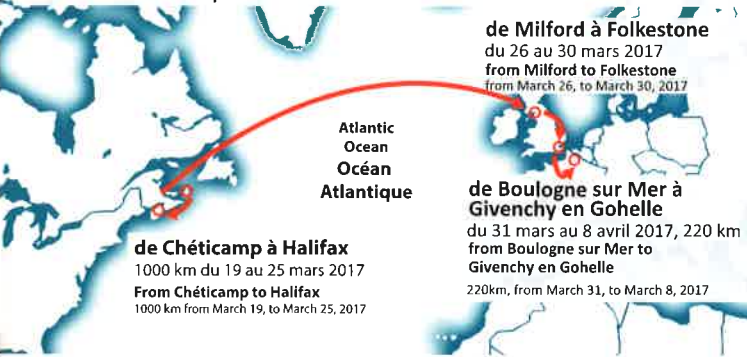 de Milford à Folkestone
du 26 au 30 mars 2017
from Milford to Folkestone
from March 26, to March 30, 2017
Atlantic
Ocean
Océan
Atlantique
de Boulogne sur Mer à
Givenchy en Gohelle
du 31 mars au 8 avril 2017, 220 km
from Boulogne sur Mer to
Givenchy en Gohelle
220km, from March 31, to March 8, 2017
de Chéticamp à Halifax
1000 km du 19 au 25 mars 2017
From Chéticamp to Halifax
1000 km from March 19, to March 25, 2017